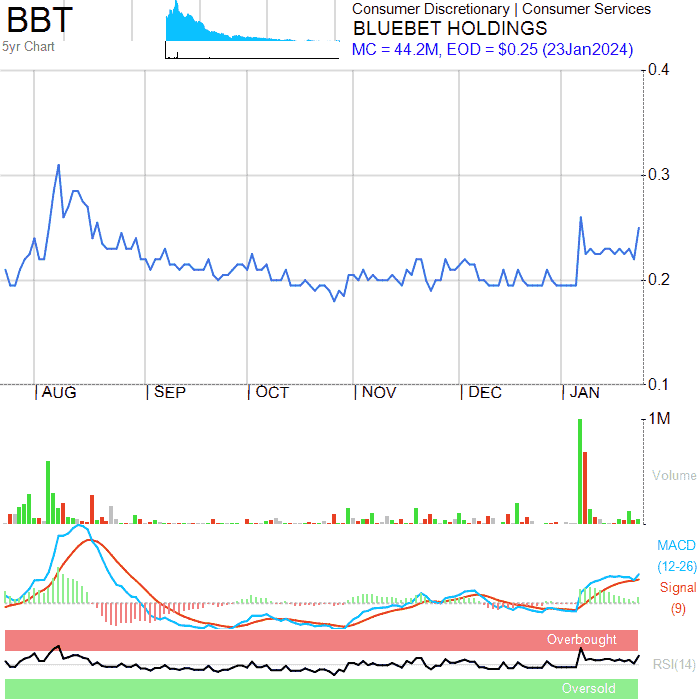 BBT
5yr Chart
Consumer Discretionary | Consumer Services
BLUEBET HOLDINGS
MC = 44.2M, EOD = $0.25 (23Jan2024)
0.4
0.3
0.2
0.1
AUG
SEP
OCT
NOV
DEC
JAN
1M
Volume
MACD
(12-26)
Signal
(9)
Overbought
RSI(14)
Oversold